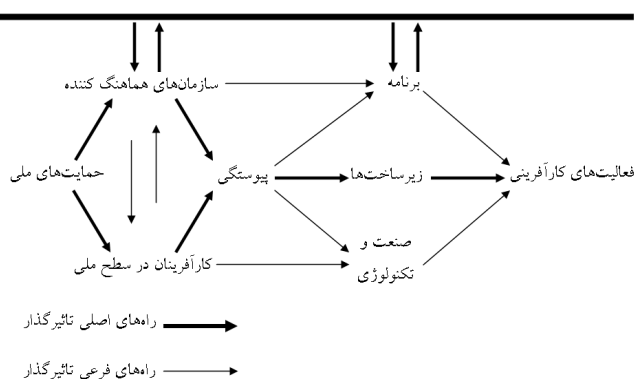 سازمان‌های هماهنگ کننده
برنامه
حمایت‌های ملی
پیوستگی
زیرساخت‌ها
فعالیت‌های کارآفرینی
صنعت و
تکنولوژی
کارآفرینان در سطح ملی
راه‌های اصلی تاثیرگذار
راه‌های فرعی تاثیرگذار